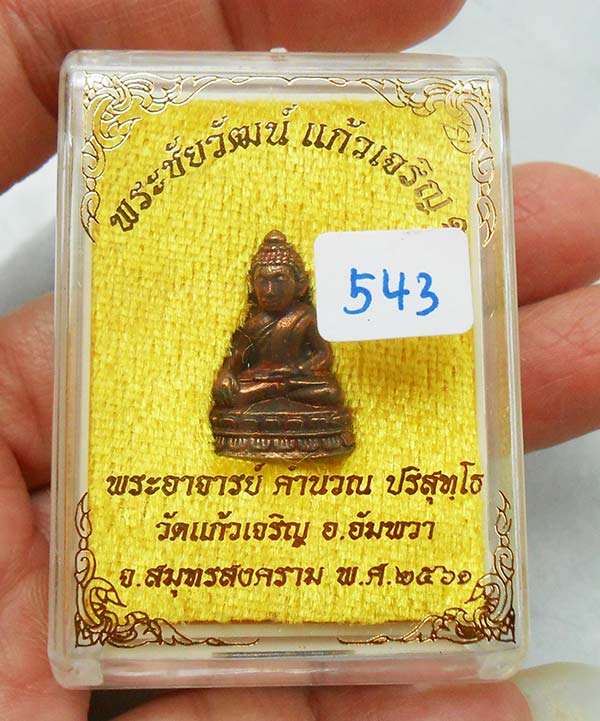 พระชัยวัฒน์ แก้วเจริญ
543
พระอาจารย์ คำนวณ ปริสุทฺโธ
วัดแก้วเจริญ อ.อัมพวา
จ.สมุทรสงคราม พ.ศ.๒๕๖๑